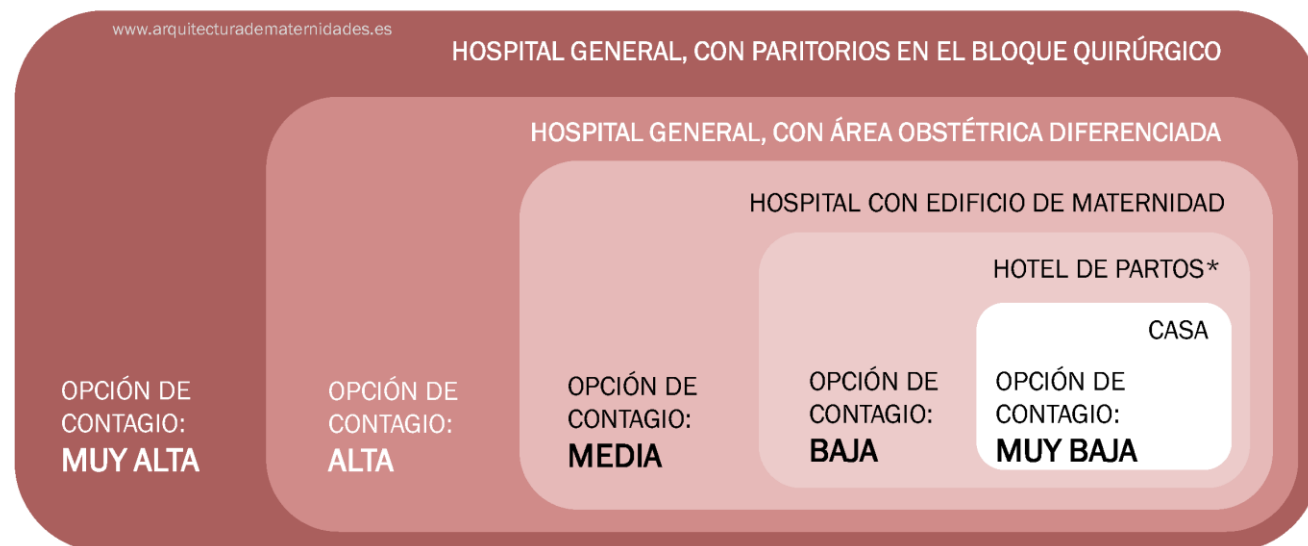 www.arquitecturadematernidades.es
HOSPITAL GENERAL, CON PARITORIOS EN EL BLOQUE QUIRÚRGICO
HOSPITAL GENERAL, CON ÁREA OBSTÉTRICA DIFERENCIADA
HOSPITAL CON EDIFICIO DE MATERNIDAD
HOTEL DE PARTOS*
CASA
OPCIÓN DE
CONTAGIO:
MUY ALTA
OPCIÓN DE
CONTAGIO:
ALTA
OPCIÓN DE
CONTAGIO:
MEDIA
OPCIÓN DE
CONTAGIO:
BAJA
OPCIÓN DE
CONTAGIO:
MUY BAJA